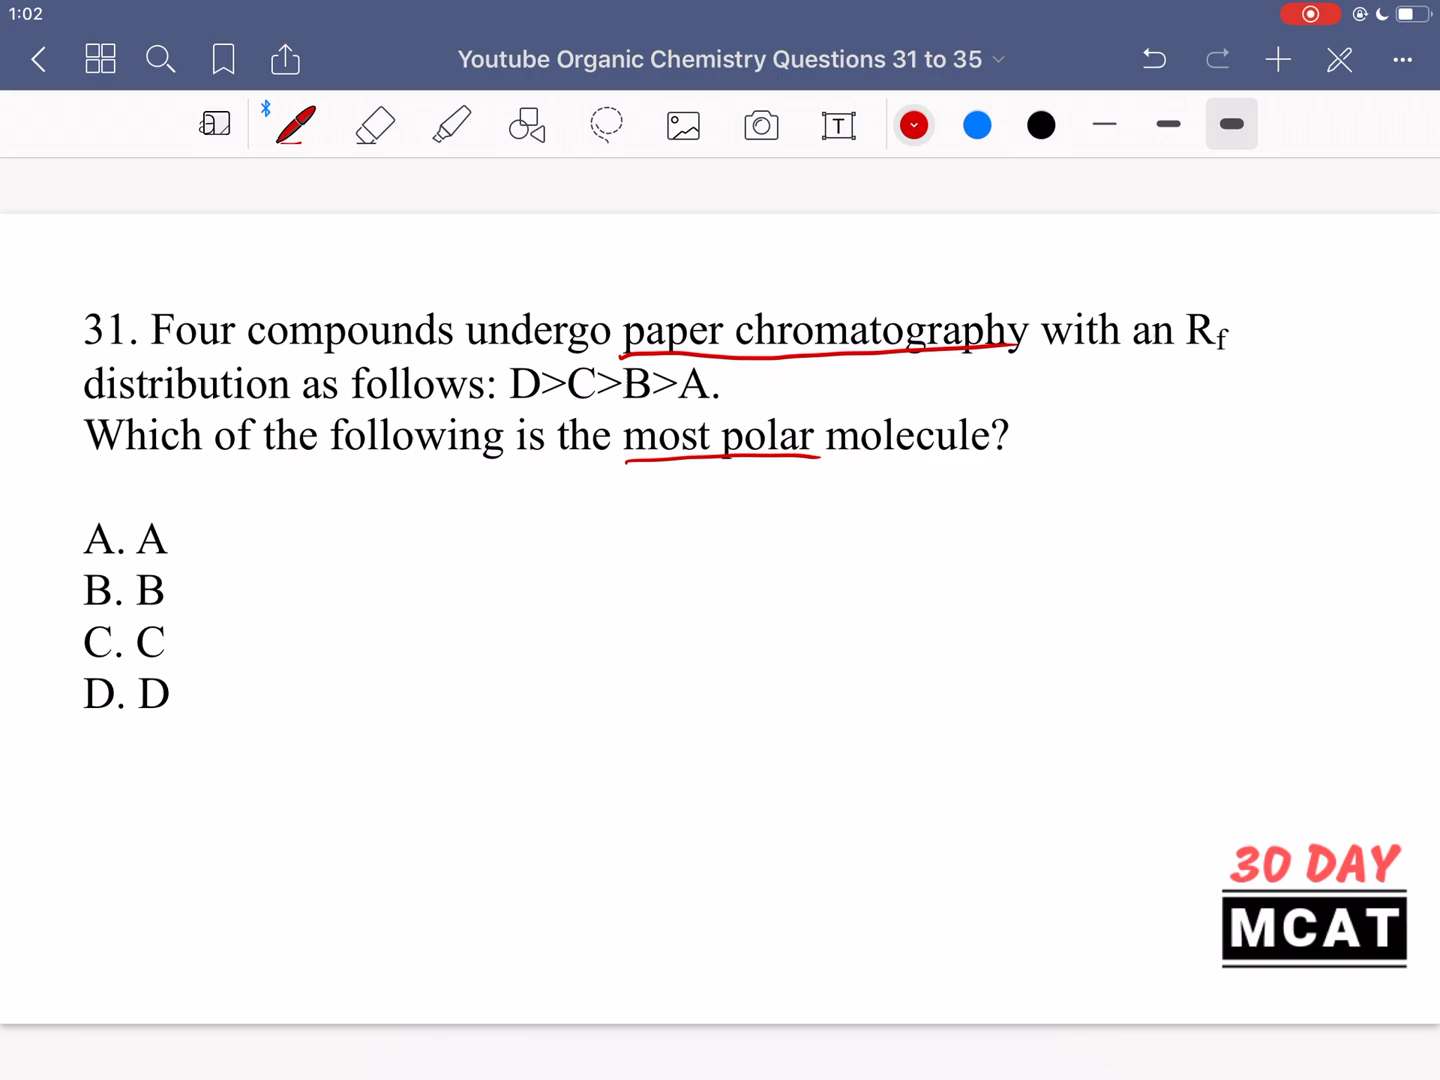 1:02
Youtube Organic Chemistry Questions 31 to 35
T
31. Four compounds undergo paper chromatography with an Rf
distribution as follows: D>C>B>A.
Which of the following is the most polar molecule?
A. A
B. B
C. C
D. D
30 DAY
MCAT